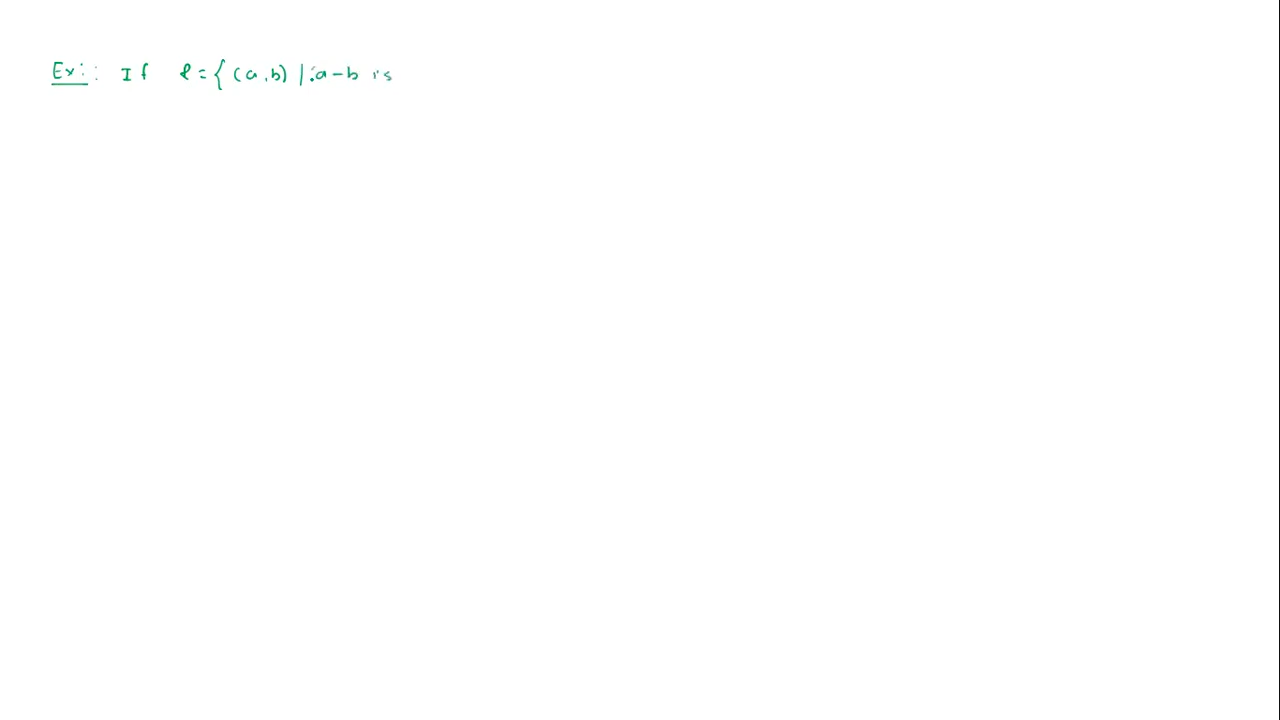 Ex:: If R = { (a,b) | :a-b is